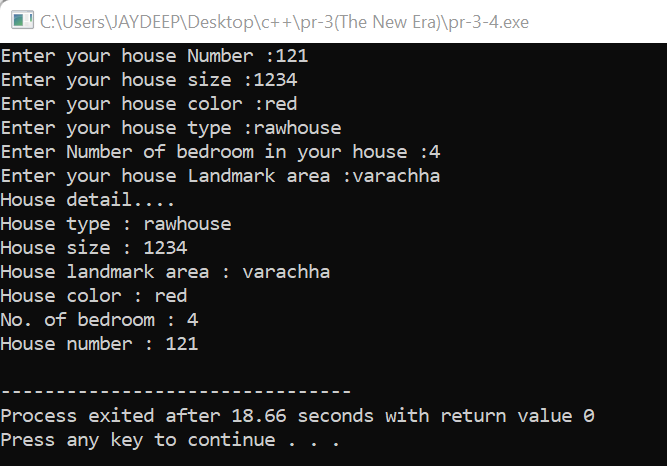 C:\Users\JAYDEEP\Desktop\c++\pr-3(The New Era)\pr-3-4.exe
Enter your house Number :121
Enter your house size :1234
Enter your house color :red
Enter your house type :rawhouse
Enter Number of bedroom in your house :4
Enter your house Landmark area :varachha
House detail....
House type : rawhouse
House size : 1234
House landmark area : varachha
House color : red
No. of bedroom : 4
House number : 121
--------------------------------
Process exited after 18.66 seconds with return value 0
Press any key to continue . . .